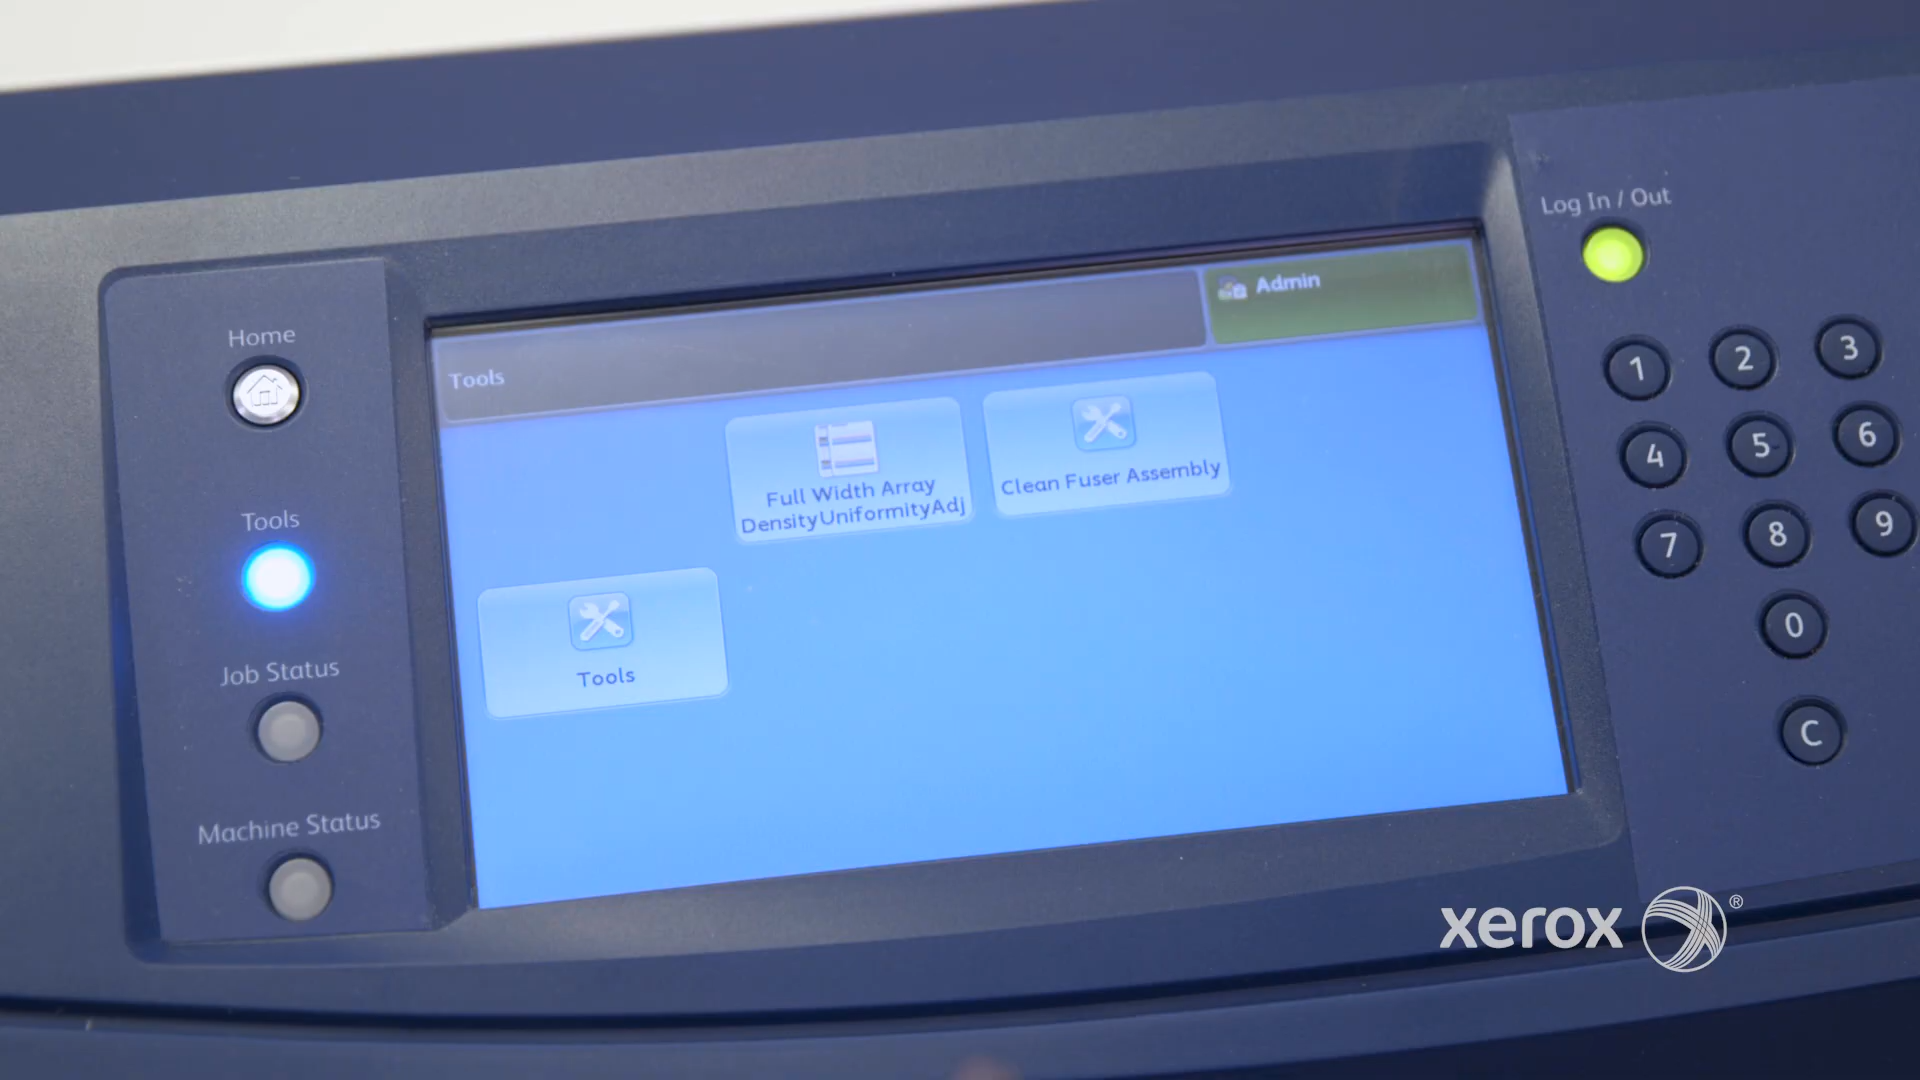 Log In / Out
Admin
Home
Tools
1
2
3
Full Width Array
DensityUniformityAdj
Clean Fuser Assembly
4
5
6
Tools
7
8
9
Tools
Job Status
0
C
Machine Status
xerox ®